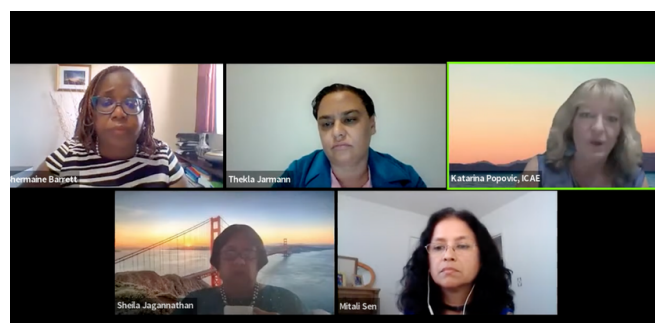 hermaine Barrett
Thekla Jarmann
Katarina Popovic, ICAE
Sheila Jagannathan
Mitali Sen